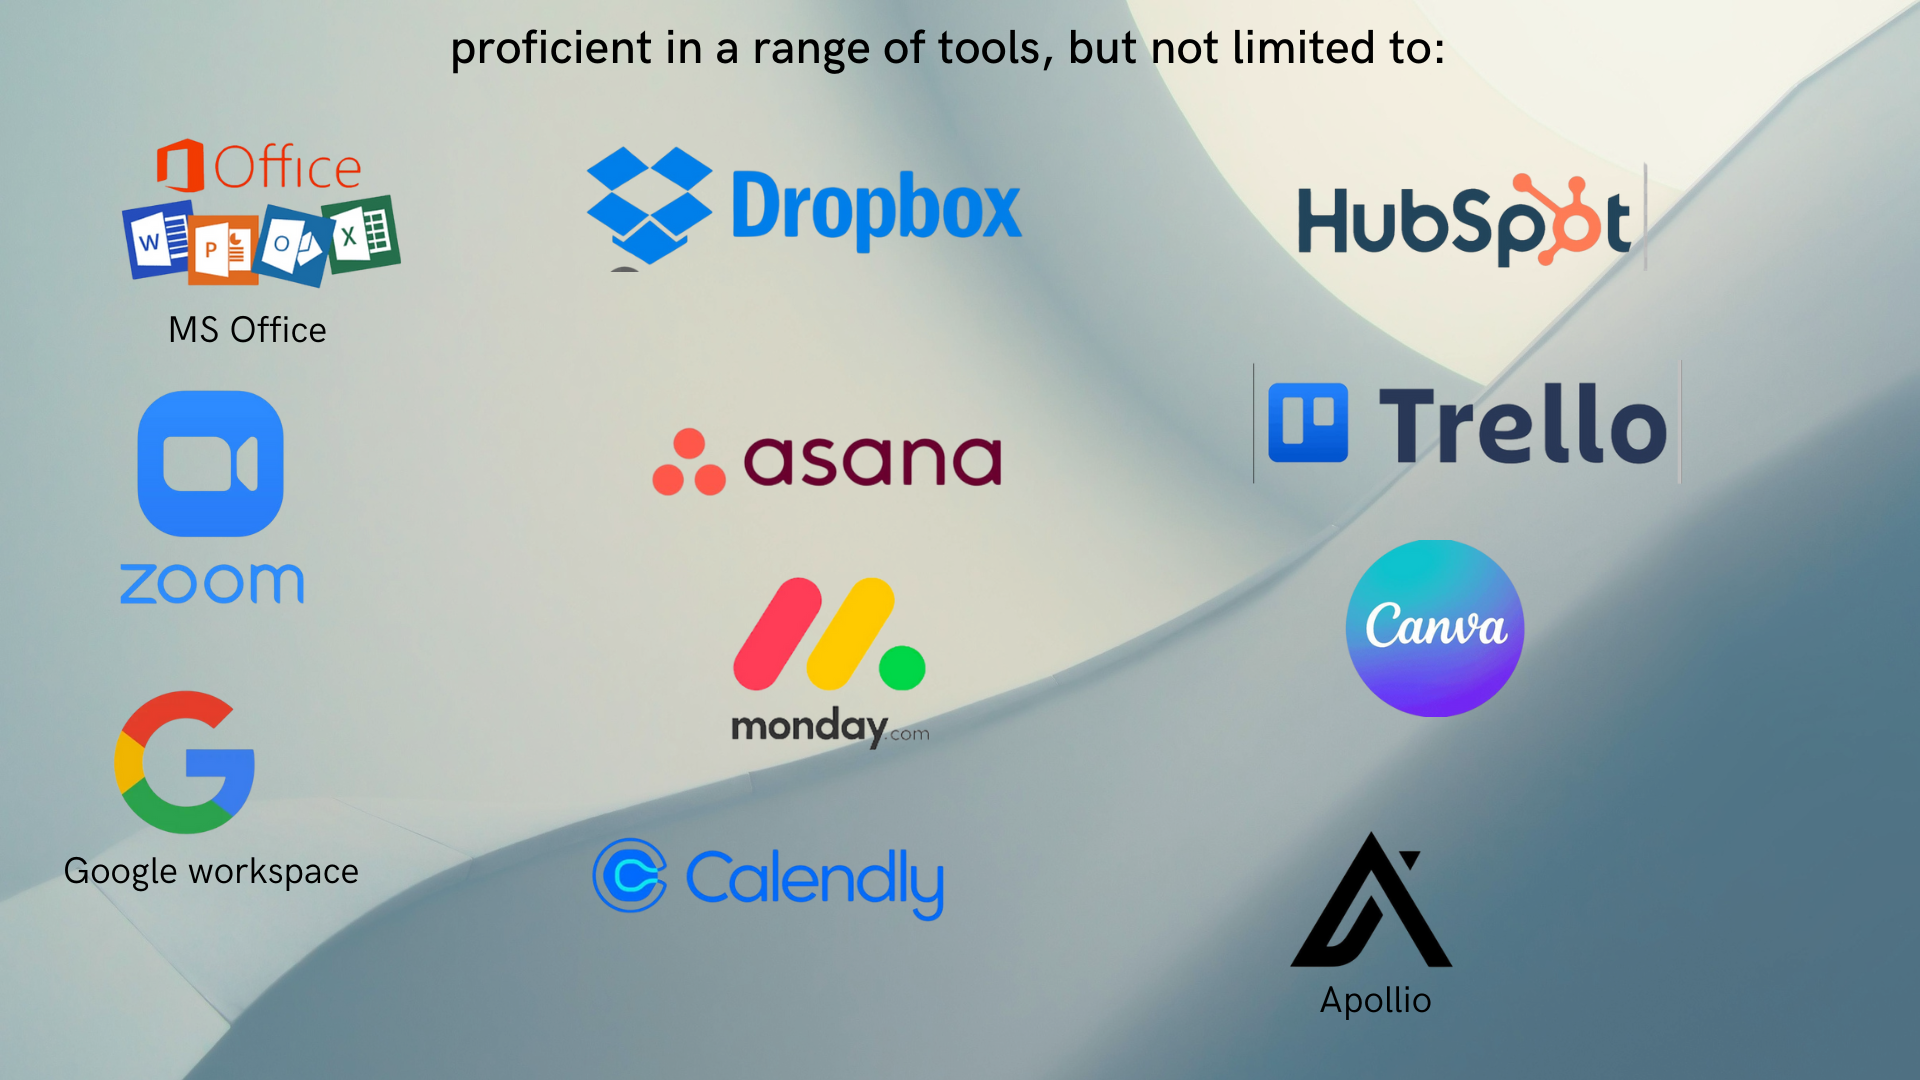 proficient in a range of tools, but not limited to:
Office
W P O X
MS Office
Dropbox
HubSpot
zoom
asana
Trello
monday.com
Canva
Google workspace
Calendly
Apollio